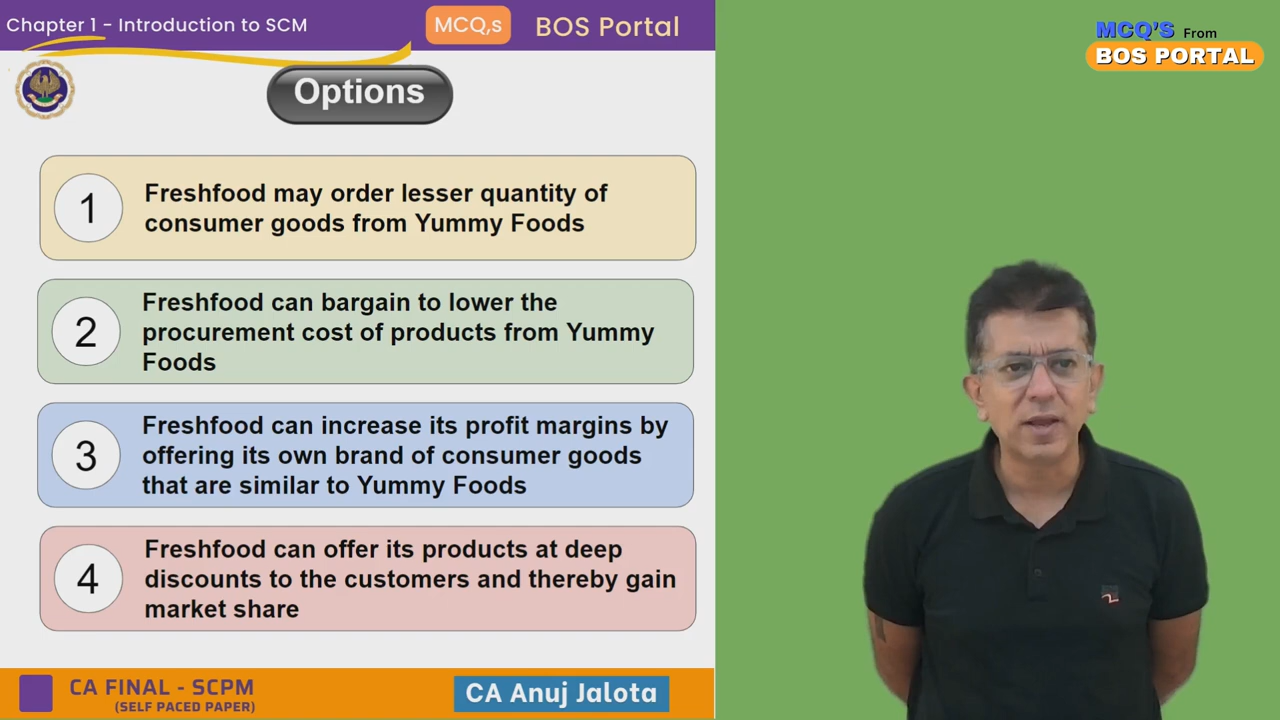 Chapter 1 - Introduction to SCM
MCQ,s
BOS Portal
MCQ'S From
BOS PORTAL
Options
1
Freshfood may order lesser quantity of
consumer goods from Yummy Foods
2
Freshfood can bargain to lower the
procurement cost of products from Yummy
Foods
3
Freshfood can increase its profit margins by
offering its own brand of consumer goods
that are similar to Yummy Foods
4
Freshfood can offer its products at deep
discounts to the customers and thereby gain
market share
CA FINAL - SCPM
(SELF PACED PAPER)
CA Anuj Jalota